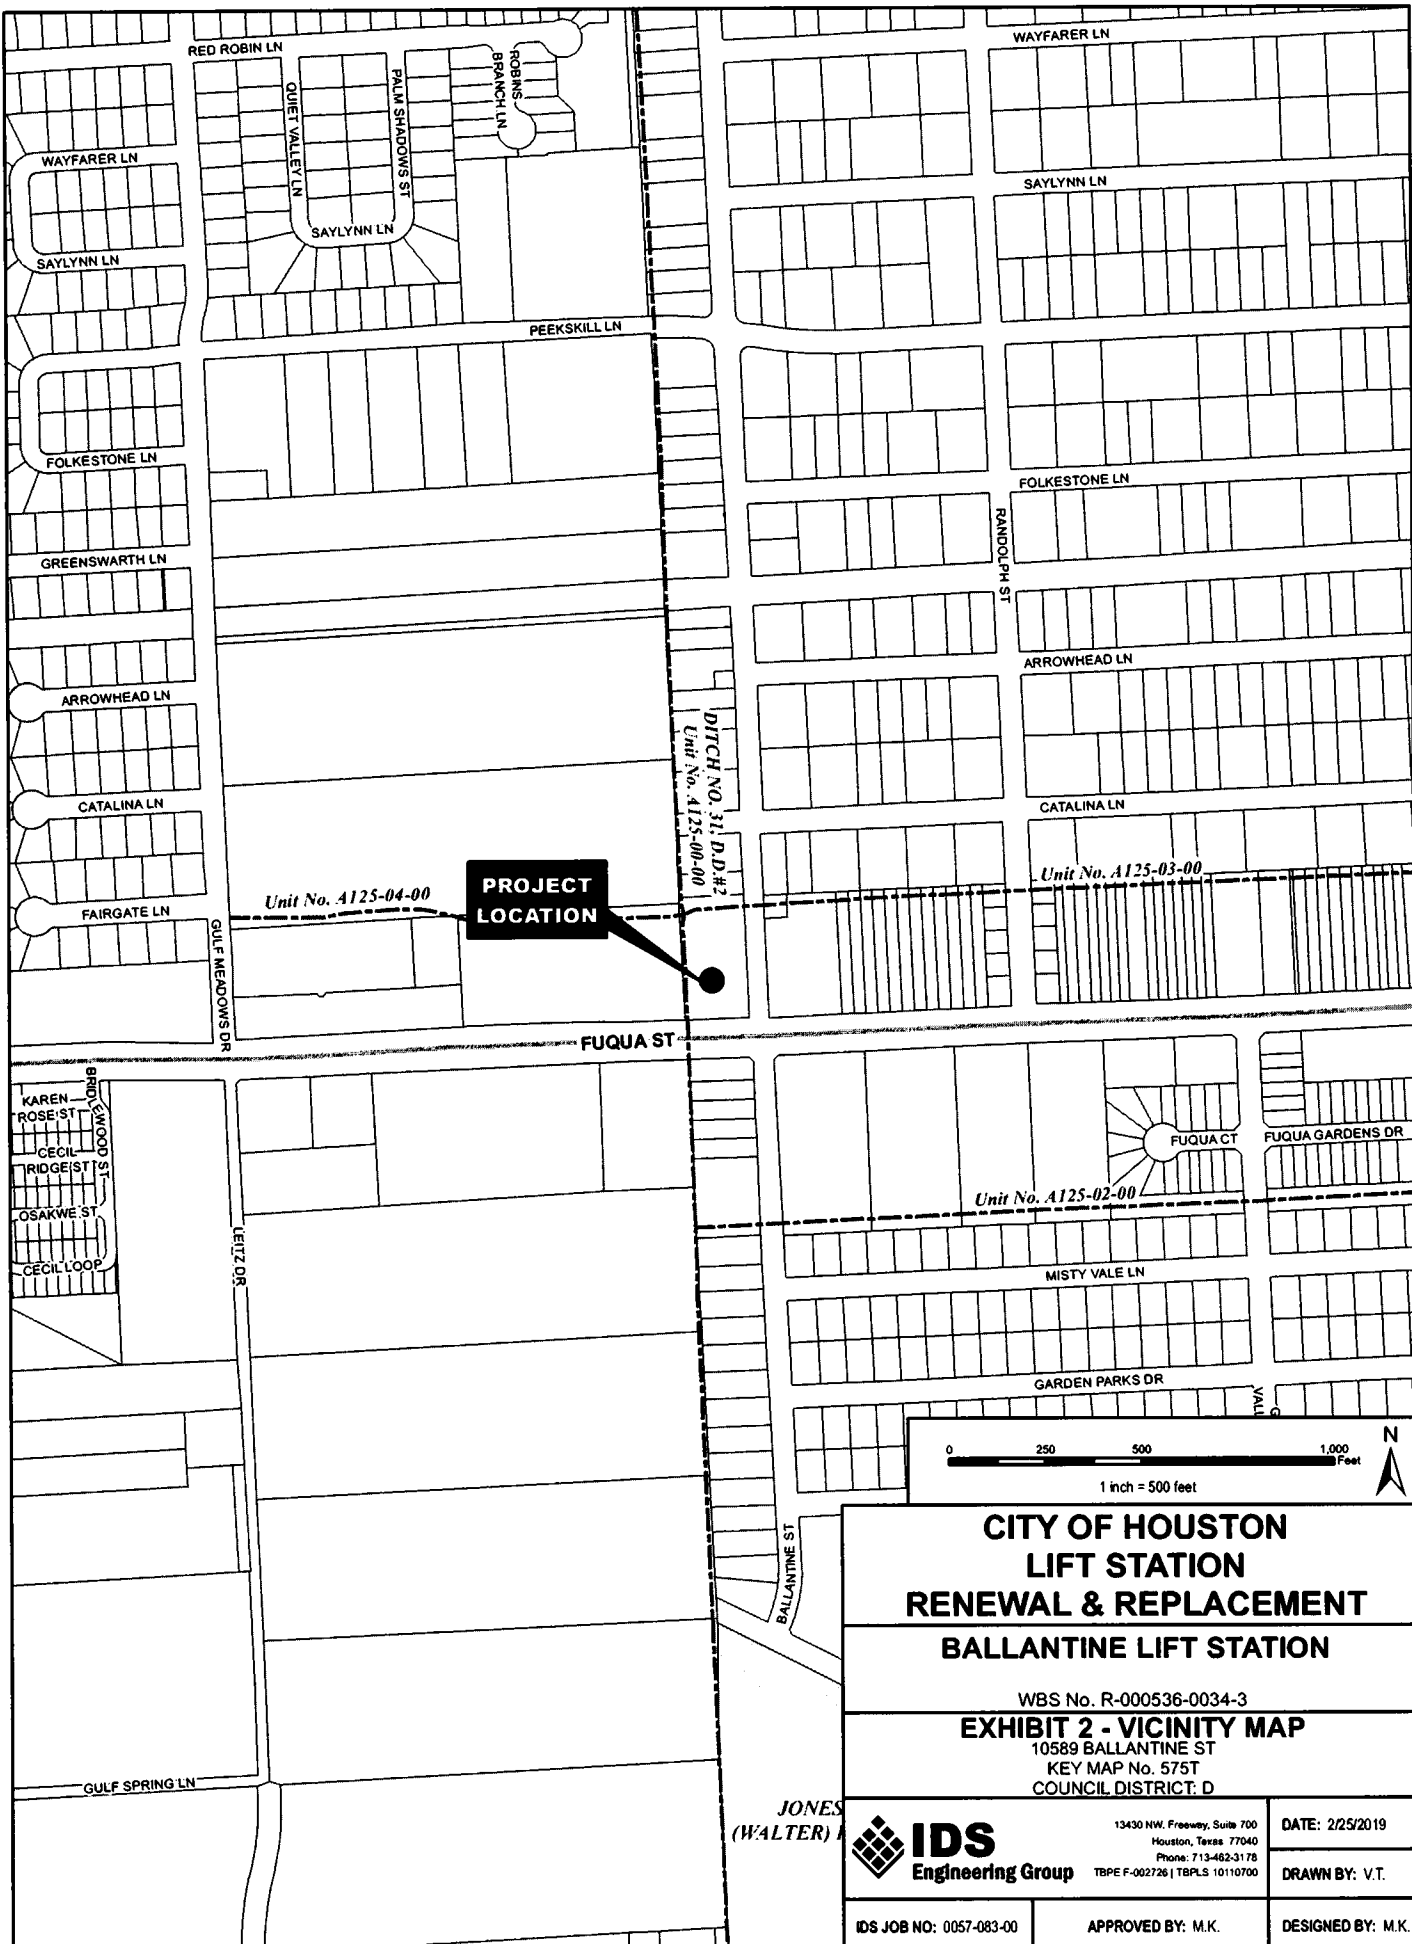 RED ROBIN LN
WAYFARER LN
ROBINS
BRANCH LN
QUIET VALLEY LN
PALM SHADOWS ST
WAYFARER LN
SAYLYNN LN
SAYLYNN LN
SAYLYNN LN
PEEKSKILL LN
FOLKESTONE LN
FOLKESTONE LN
RANDOLPH ST
GREENSWARTH LN
ARROWHEAD LN
ARROWHEAD LN
DITCH NO. 31, D.D.#2
Unit No. A125-00-00
CATALINA LN
CATALINA LN
PROJECT
LOCATION
Unit No. A125-04-00
Unit No. A125-03-00
FAIRGATE LN
GULF MEADOWS DR
FUQUA ST
KAREN
ROSE ST
BRIDLEWOOD ST
CECIL
RIDGE ST
OSAKWE ST
CECIL LOOP
LEITZ DR
FUQUA CT
FUQUA GARDENS DR
Unit No. A125-02-00
MISTY VALE LN
GARDEN PARKS DR
VALL
G
BALLANTINE ST
GULF SPRING LN
JONES
(WALTER)
0 250 500 1,000
Feet
1 inch = 500 feet
N
CITY OF HOUSTON
LIFT STATION
RENEWAL & REPLACEMENT
BALLANTINE LIFT STATION
WBS No. R-000536-0034-3
EXHIBIT 2 - VICINITY MAP
10589 BALLANTINE ST
KEY MAP No. 575T
COUNCIL DISTRICT: D
IDS
Engineering Group
13430 NW. Freeway, Suite 700
Houston, Texas 77040
Phone: 713-462-3178
TBPE F-002726 | TBPLS 10110700
DATE: 2/25/2019
DRAWN BY: V.T.
IDS JOB NO: 0057-083-00
APPROVED BY: M.K.
DESIGNED BY: M.K.